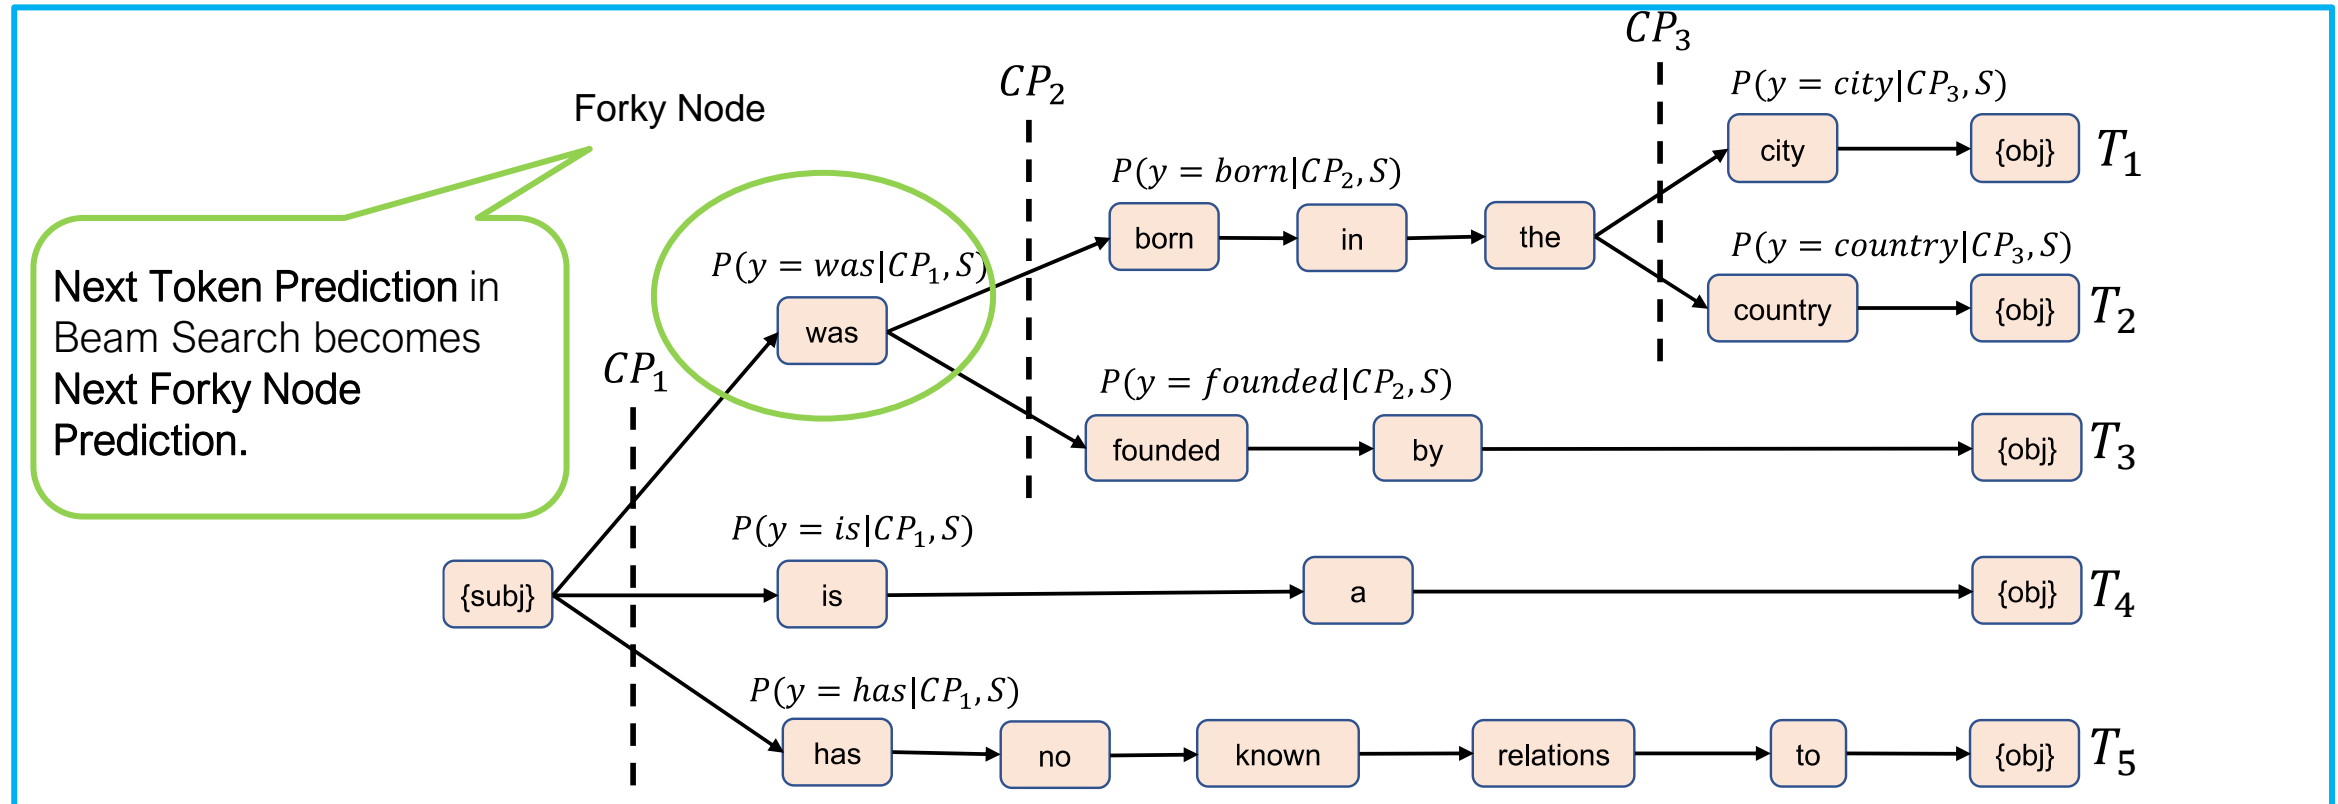 CP₃
CP₂
P(y = city|CP₃, S)
Forky Node
city
{obj}
T₁
P(y = born|CP₂, S)
born
in
the
P(y = country|CP₃, S)
P(y = was|CP₁, S)
Next Token Prediction in
Beam Search becomes
Next Forky Node
Prediction.
was
country
{obj}
T₂
CP₁
P(y = founded|CP₂, S)
founded
by
{obj}
T₃
P(y = is|CP₁, S)
{subj}
is
a
{obj}
T₄
P(y = has|CP₁, S)
has
no
known
relations
to
{obj}
T₅